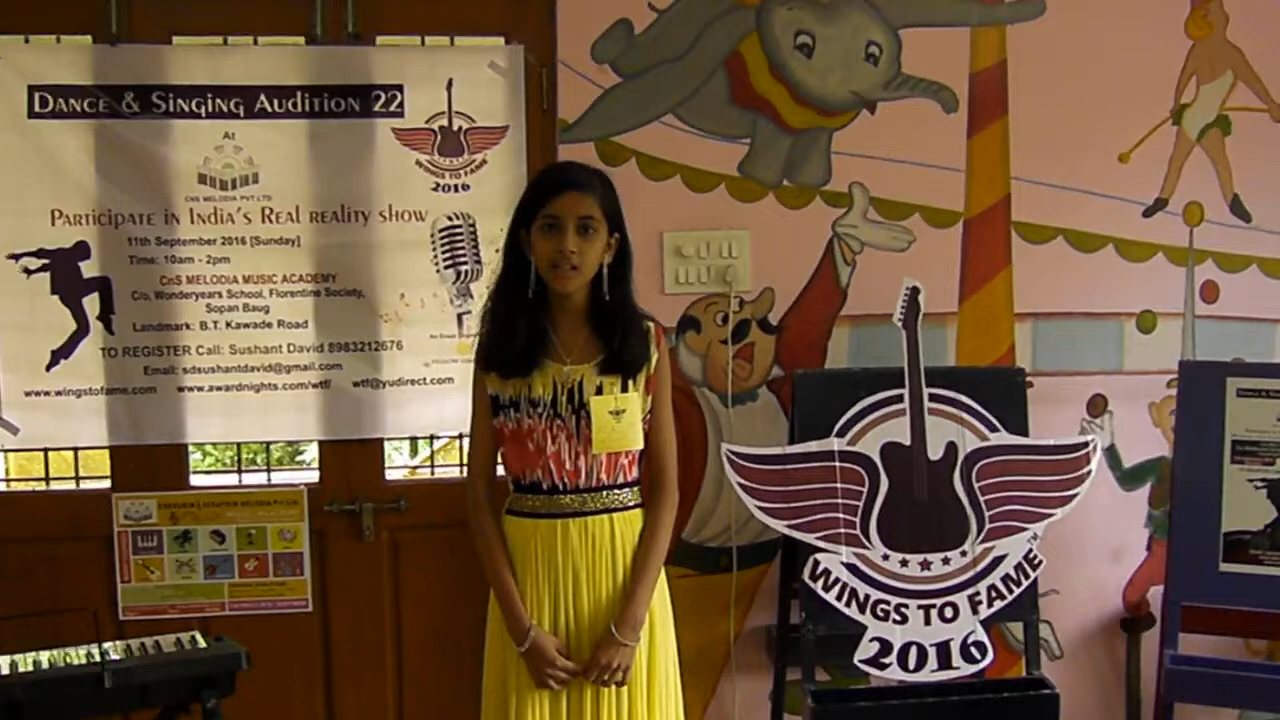 DANCE & SINGING AUDITION 22
At
CNS MELODIA PVT.LTD
WINGS TO FAME
2016
PARTICIPATE IN INDIA'S REAL REALITY SHOW
11th September 2016 [Sunday]
Time: 10am - 2pm
CnS MELODIA MUSIC ACADEMY
C/o, Wonderyears School, Florentine Society,
Sopan Baug
Landmark: B.T. Kawade Road
TO REGISTER Call: Sushant David 8983212676
Email: sdsushantdavid@gmail.com
www.wingstofame.com www.awardnights.com/wtf/ wtf@yudirect.com
WINGS TO FAME™
2016